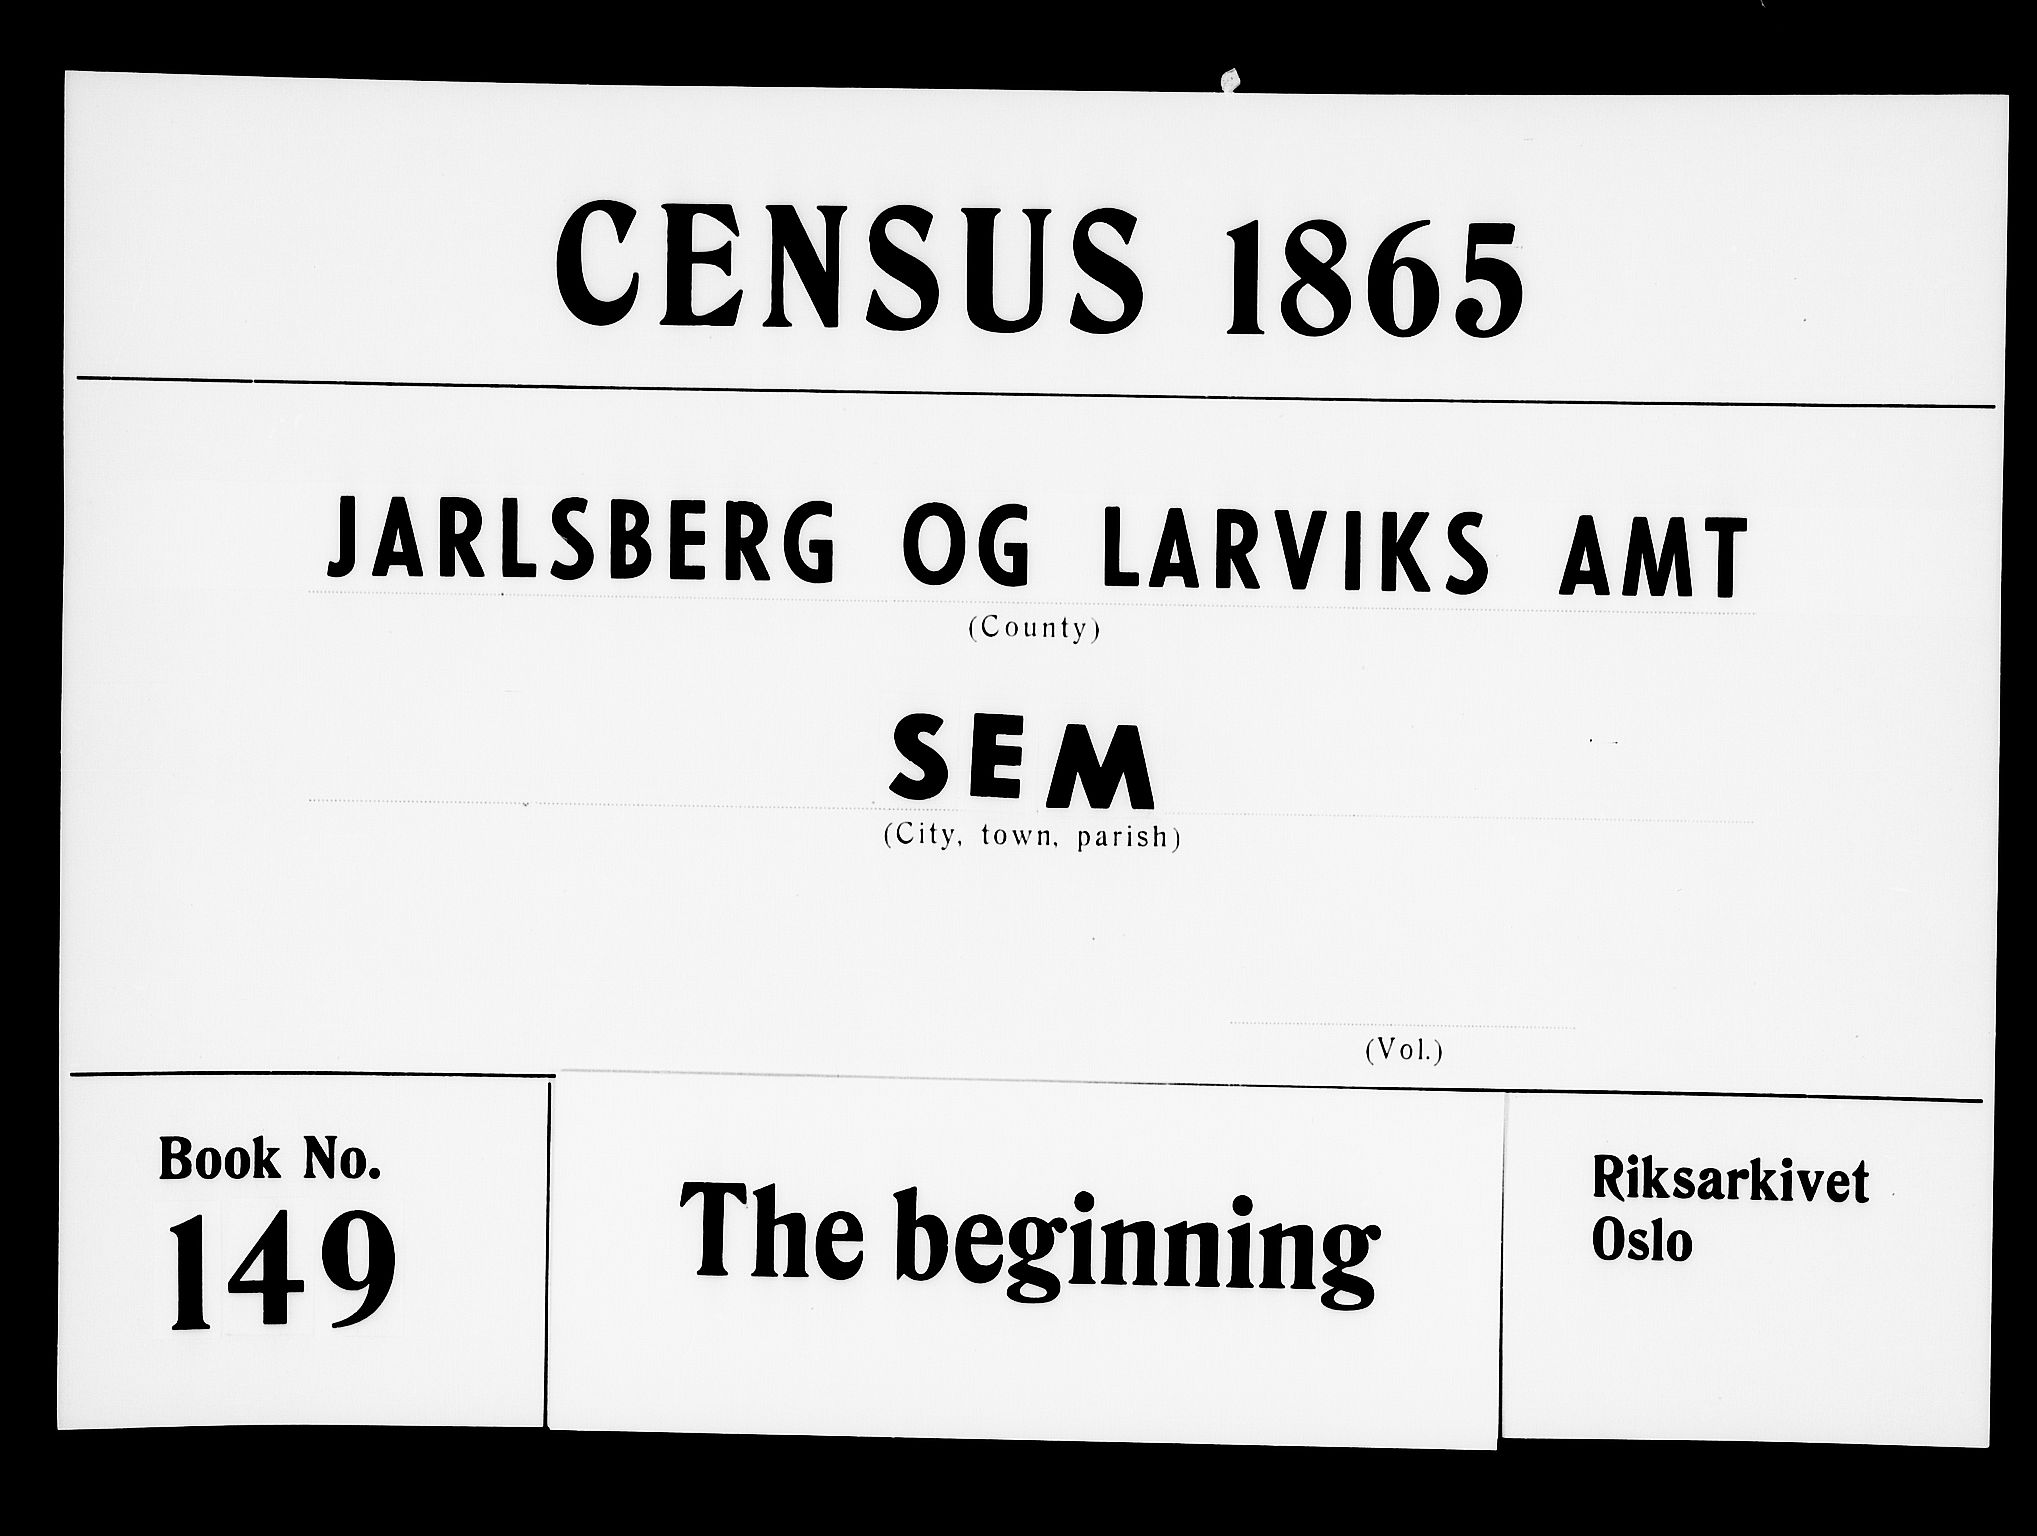 CENSUS 1865
JARLSBERG OG LARVIKS AMT
(County)
SEM
(City, town, parish)
(Vol.)
Book No.
149
The beginning
Riksarkivet
Oslo